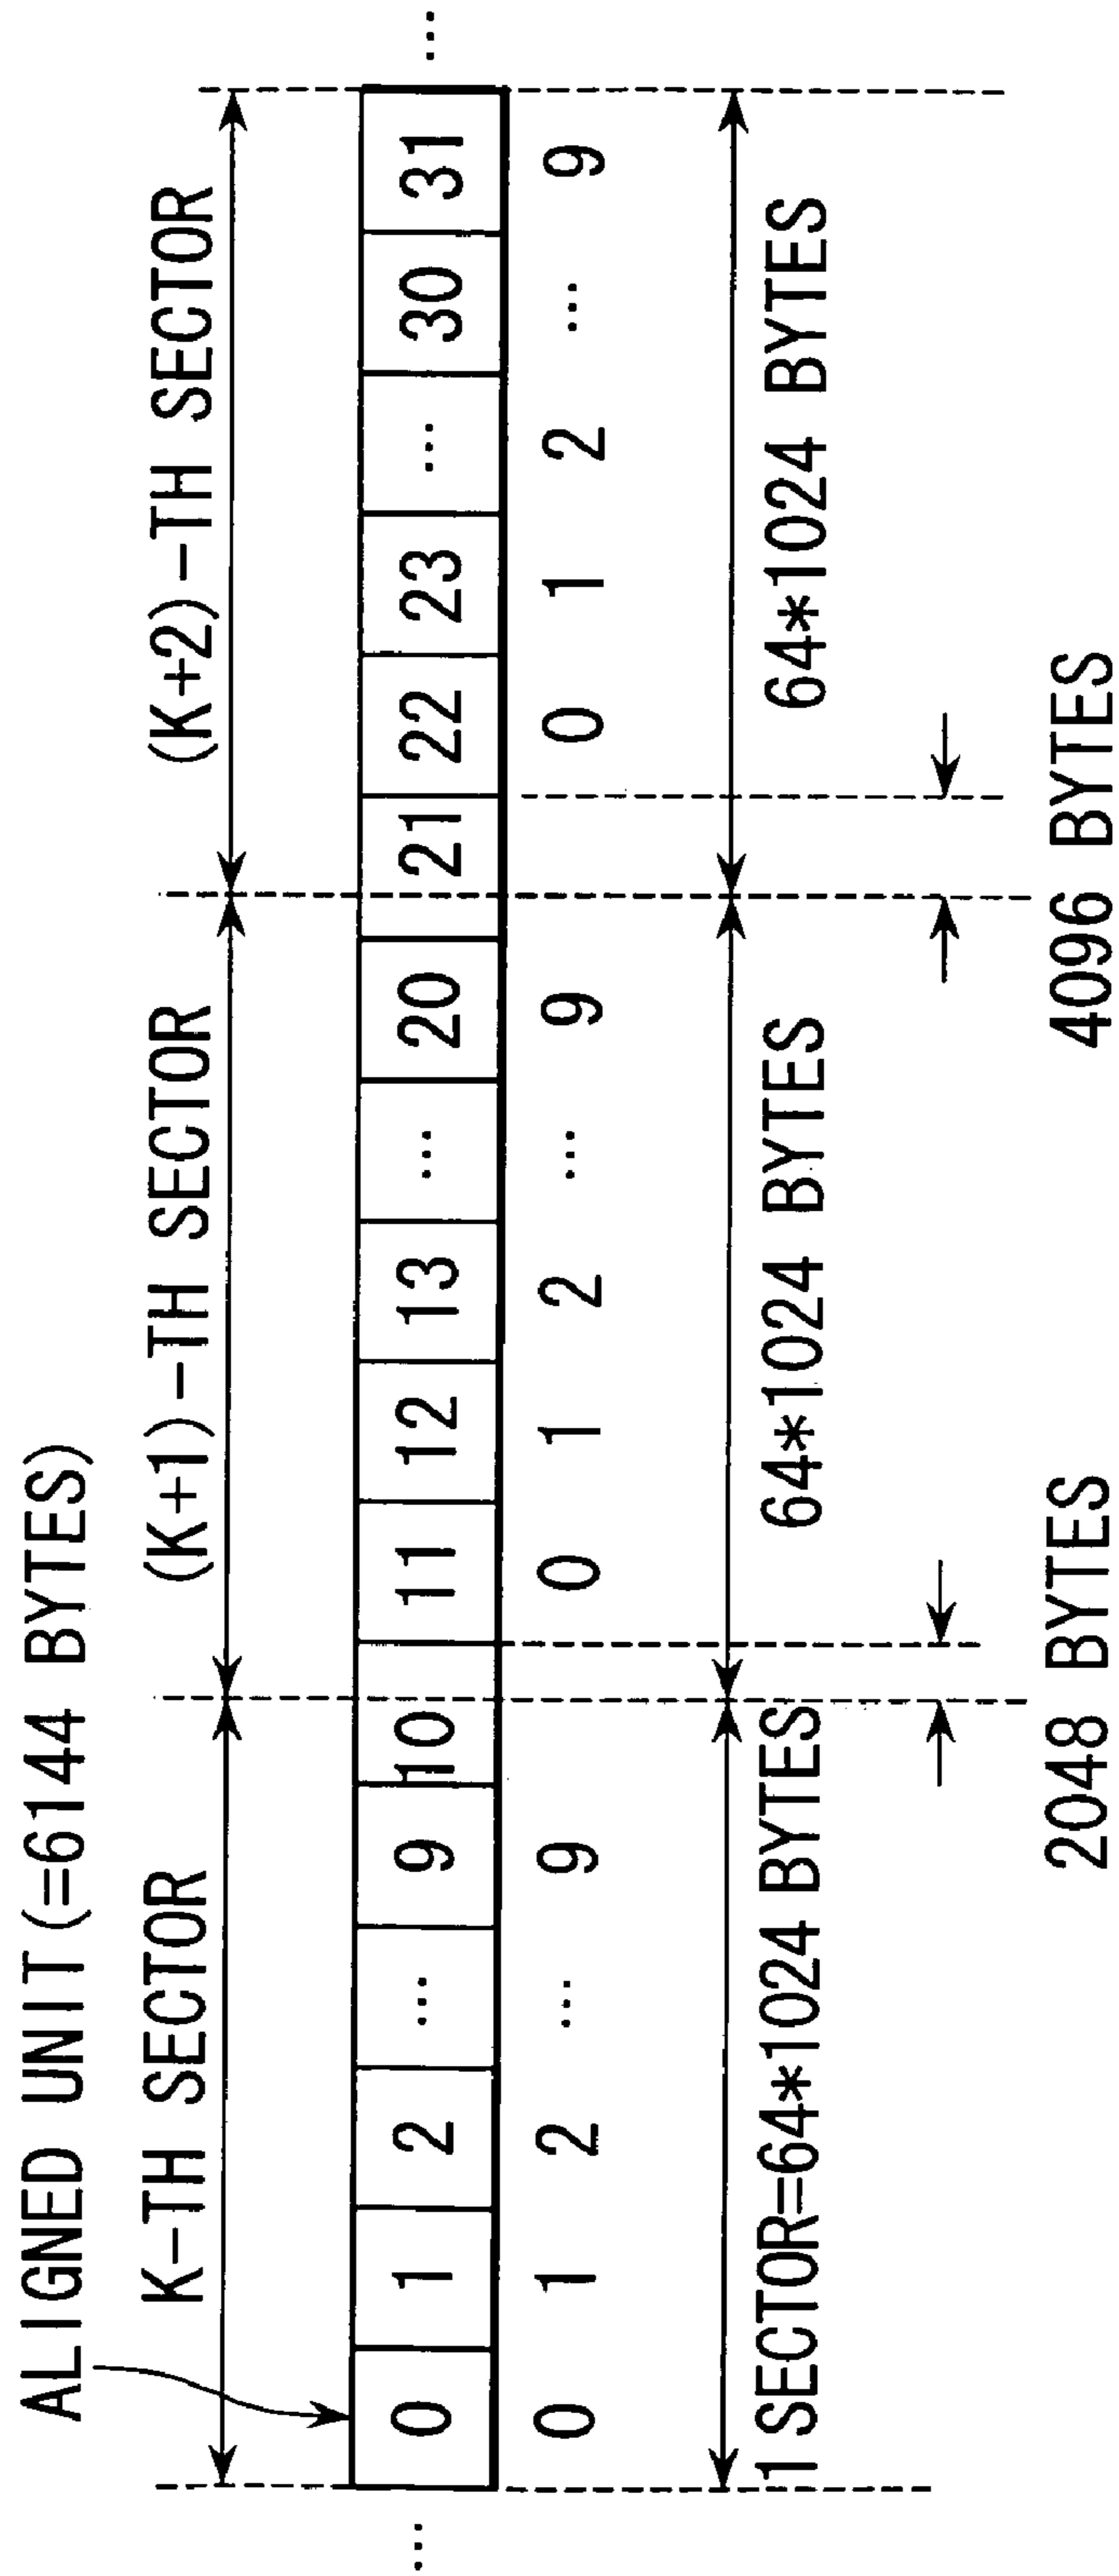 ALIGNED UNIT(=6144 BYTES)
K-TH SECTOR (K+1)-TH SECTOR (K+2)-TH SECTOR
... 0 1 2 ... 9 10 11 12 13 ... 20 21 22 23 ... 30 31 ...
0 1 2 ... 9 0 1 2 ... 9 0 1 2 ... 9
1 SECTOR=64*1024 BYTES 64*1024 BYTES 64*1024 BYTES
2048 BYTES 4096 BYTES